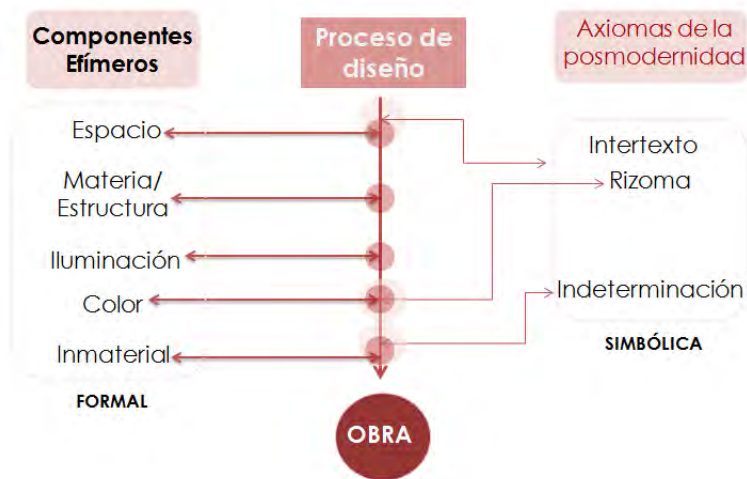 Componentes
Efímeros
Espacio
Materia/
Estructura
Iluminación
Color
Inmaterial
FORMAL
Proceso de
diseño
OBRA
Axiomas de la
posmodernidad
Intertexto
Rizoma
Indeterminación
SIMBÓLICA